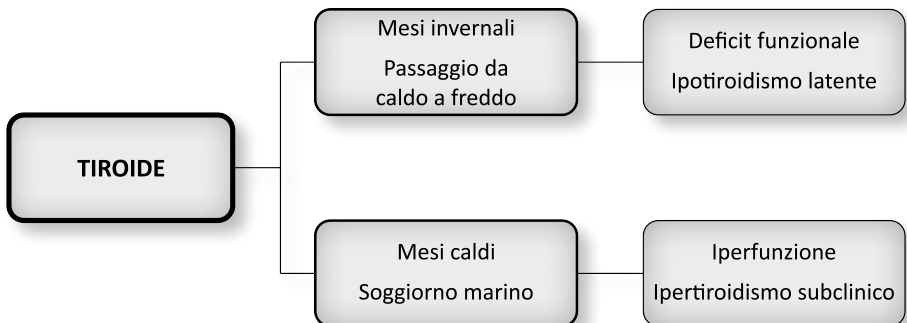 TIROIDE
Mesi invernali
Passaggio da
caldo a freddo
Deficit funzionale
Ipotiroidismo latente
Mesi caldi
Soggiorno marino
Iperfunzione
Ipertiroidismo subclinico